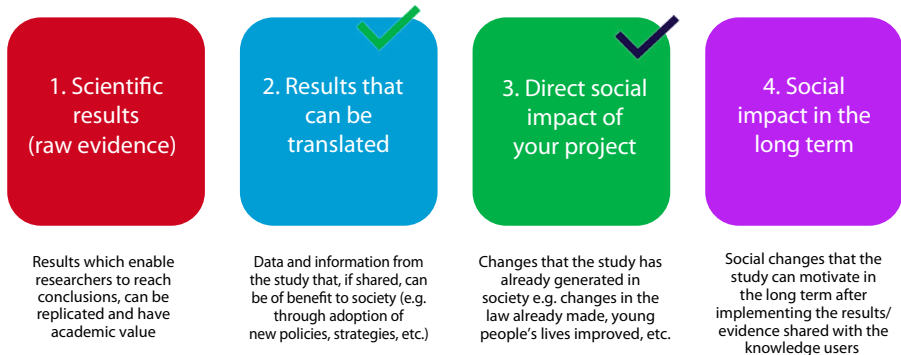 1. Scientific
results
(raw evidence)
2. Results that
can be
translated
3. Direct social
impact of
your project
4. Social
impact in the
long term
Results which enable
researchers to reach
conclusions, can be
replicated and have
academic value
Data and information from
the study that, if shared, can
be of benefit to society (e.g.
through adoption of
new policies, strategies, etc.)
Changes that the study has
already generated in
society e.g. changes in the
law already made, young
people’s lives improved, etc.
Social changes that the
study can motivate in
the long term after
implementing the results/
evidence shared with the
knowledge users